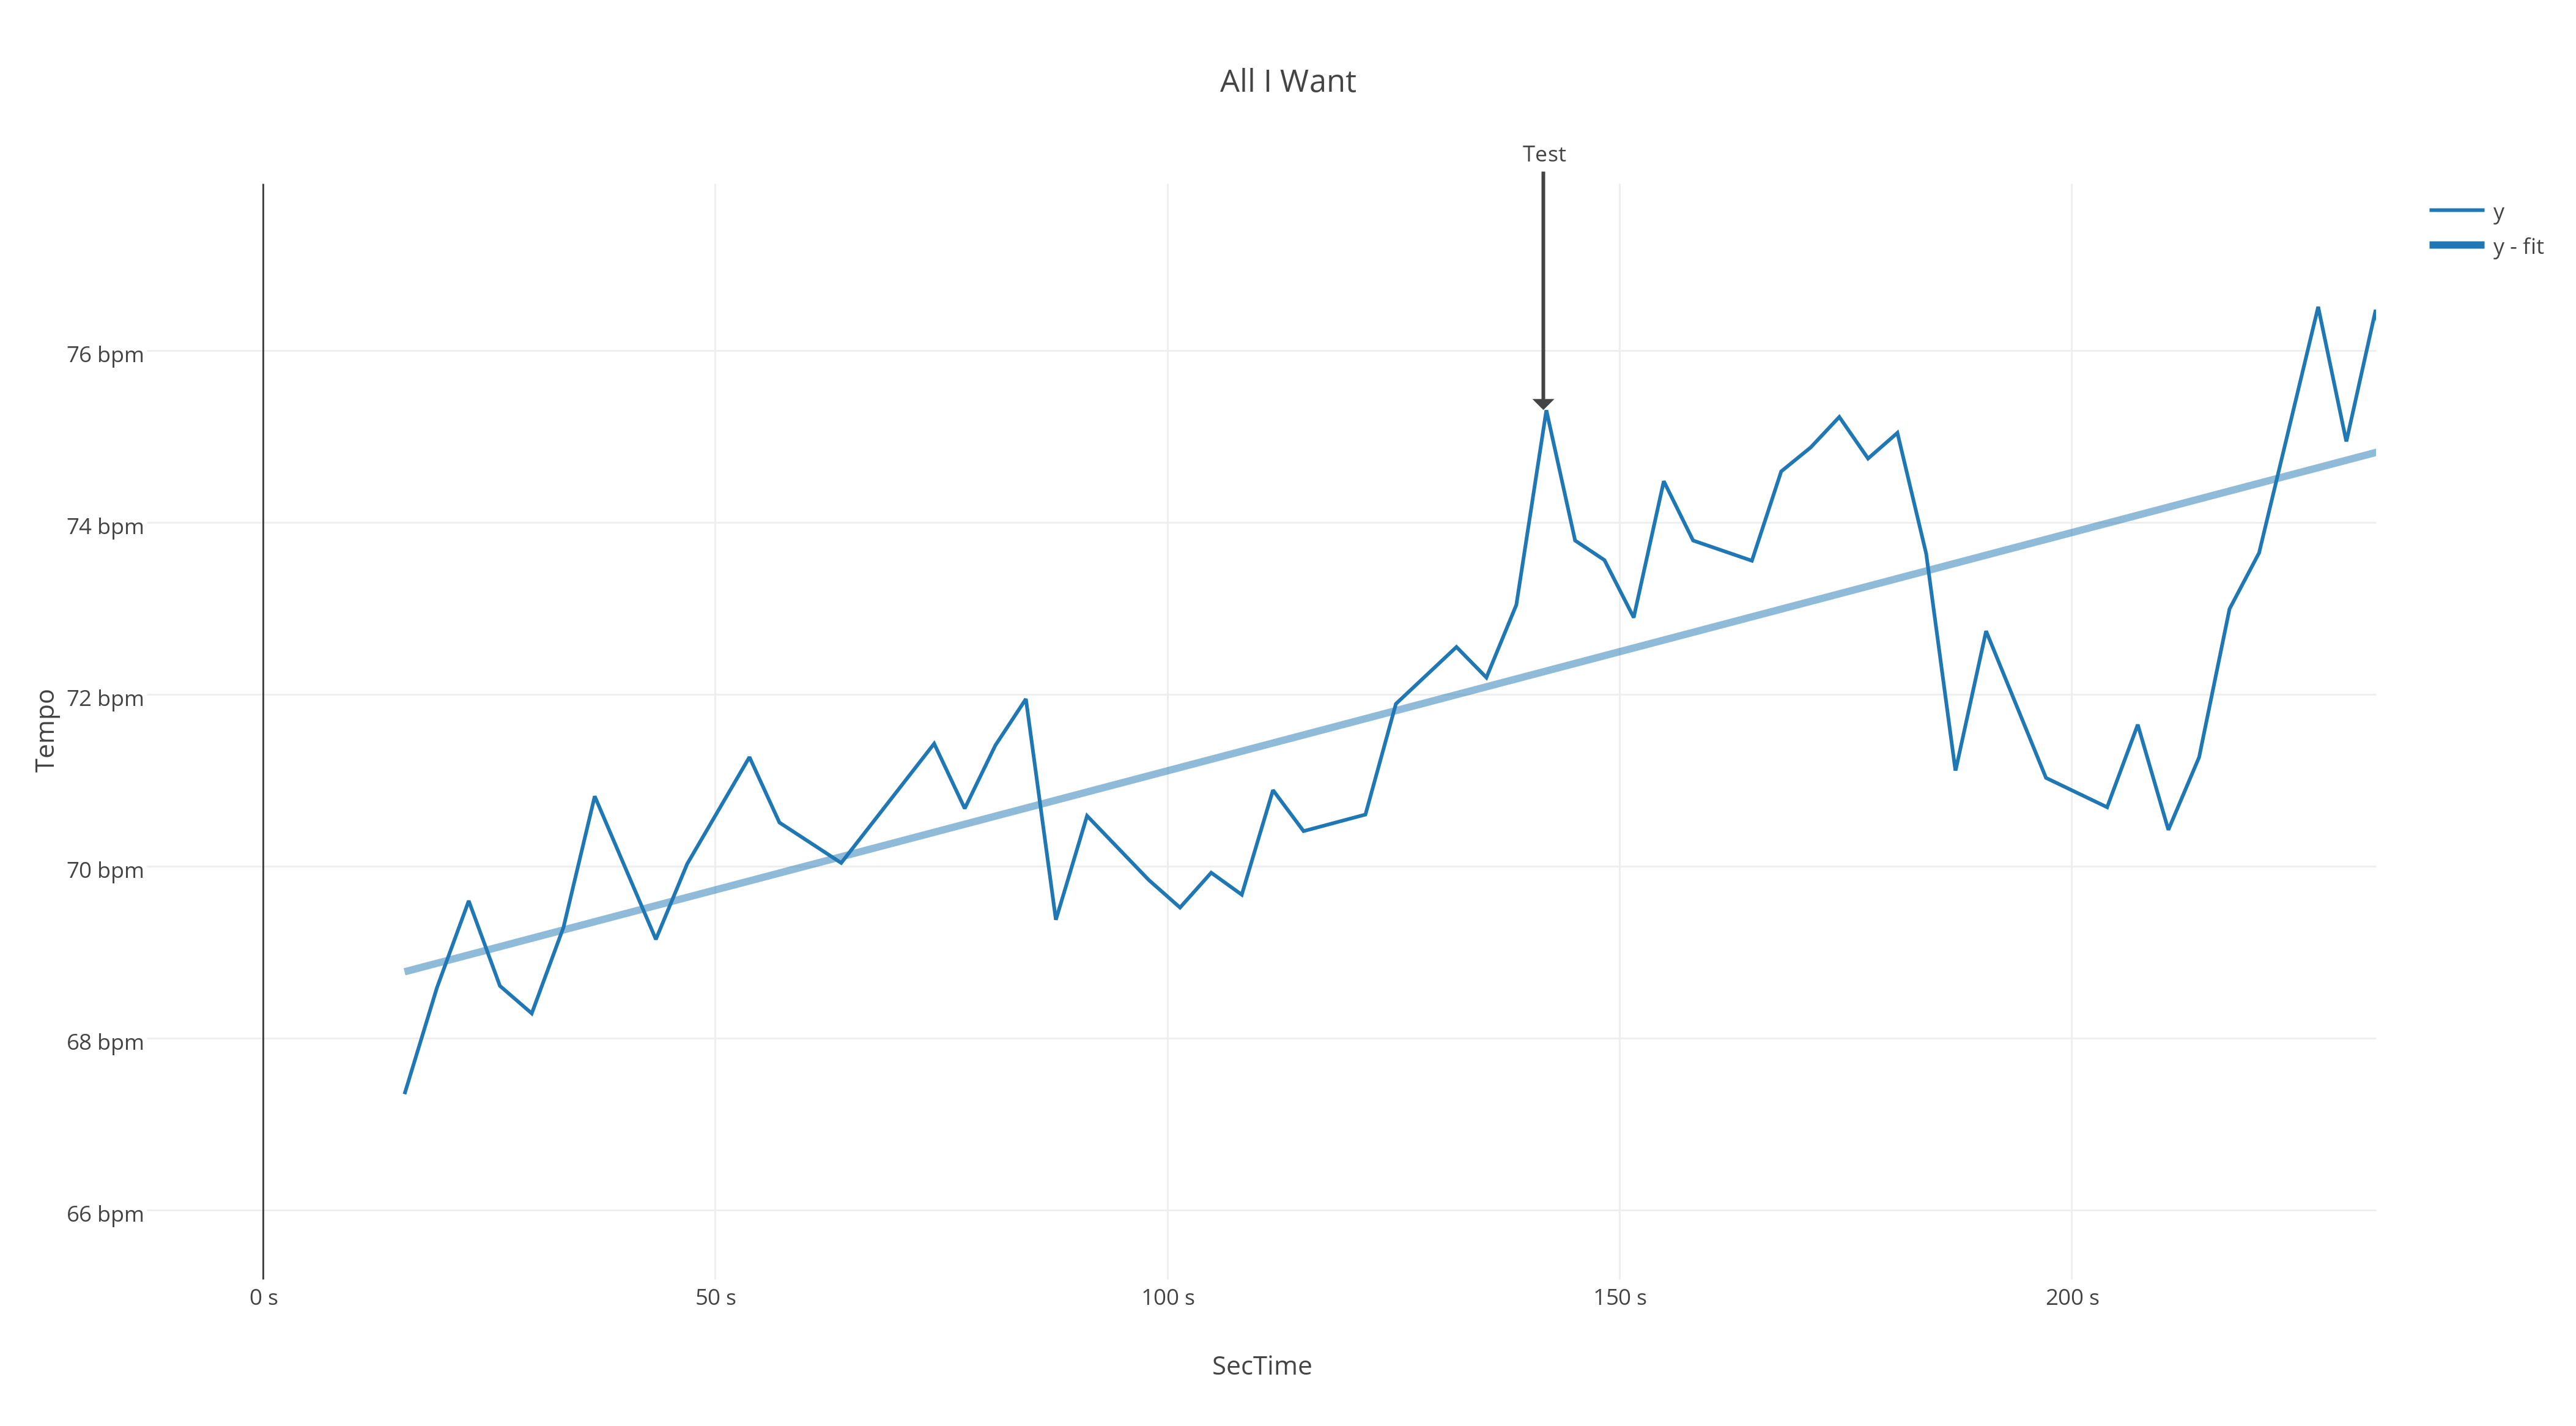 All I Want
Test
y
y - fit
76 bpm
74 bpm
72 bpm
70 bpm
68 bpm
66 bpm
Tempo
0 s
50 s
100 s
150 s
200 s
SecTime